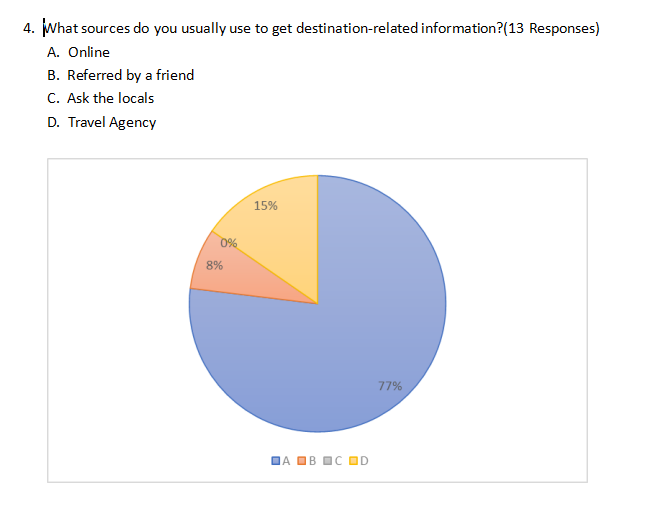 4. What sources do you usually use to get destination-related information?(13 Responses)
A. Online
B. Referred by a friend
C. Ask the locals
D. Travel Agency
15%
0%
8%
77%
A B C D